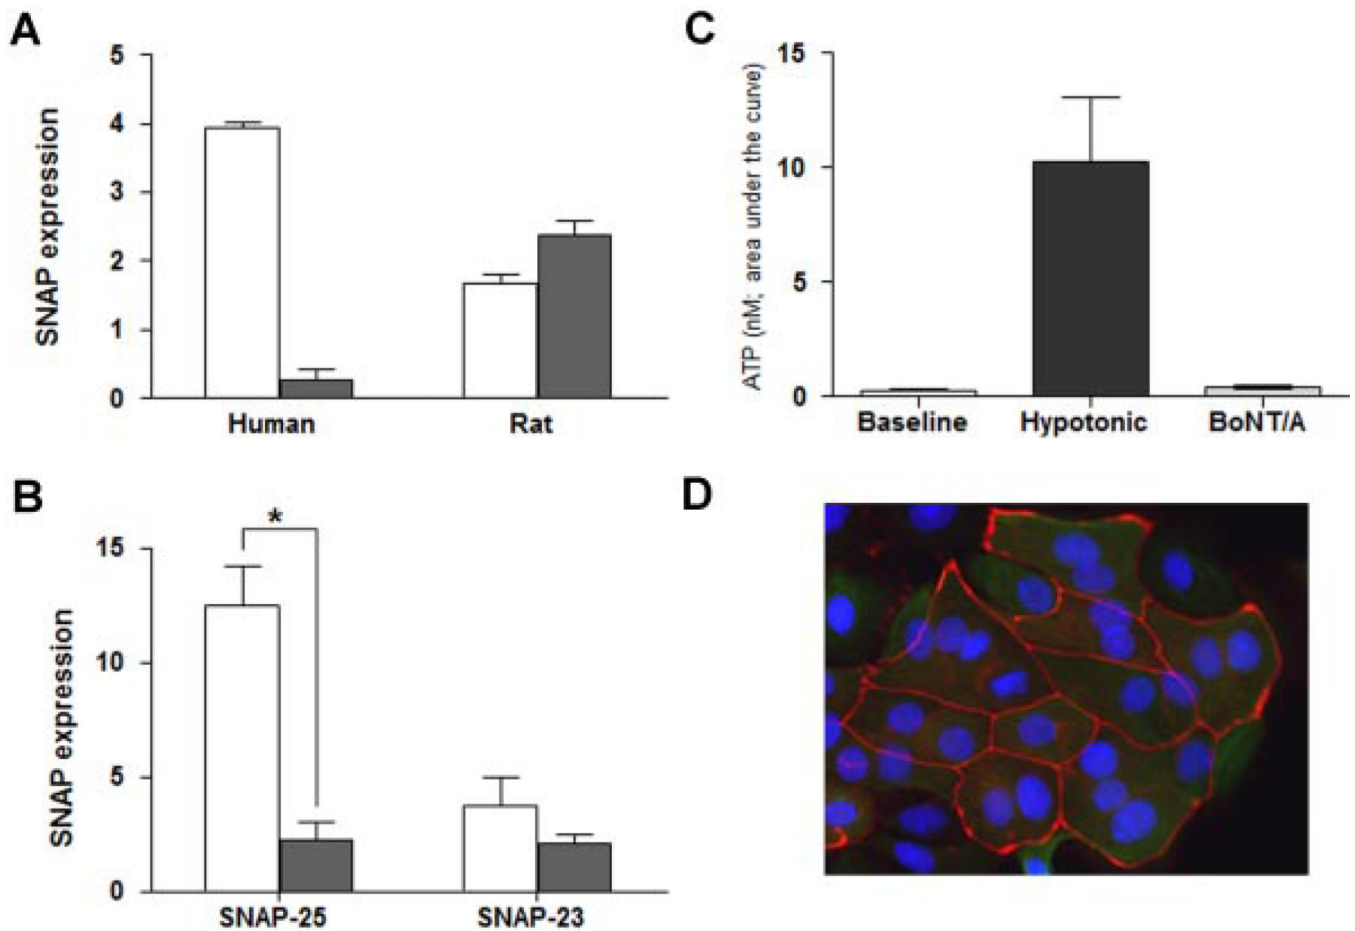 A
SNAP expression
5
4
3
2
1
0
Human Rat
B
SNAP expression
15
10
5
0
*
SNAP-25 SNAP-23
C
ATP (nM; area under the curve)
15
10
5
0
Baseline Hypotonic BoNT/A
D